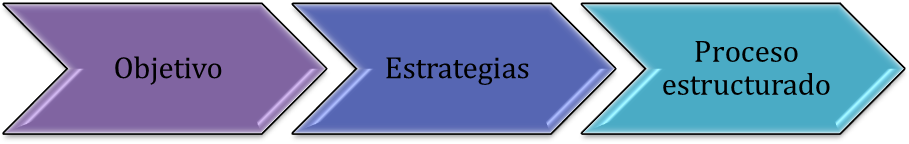 Objetivo
Estrategias
Proceso
estructurado